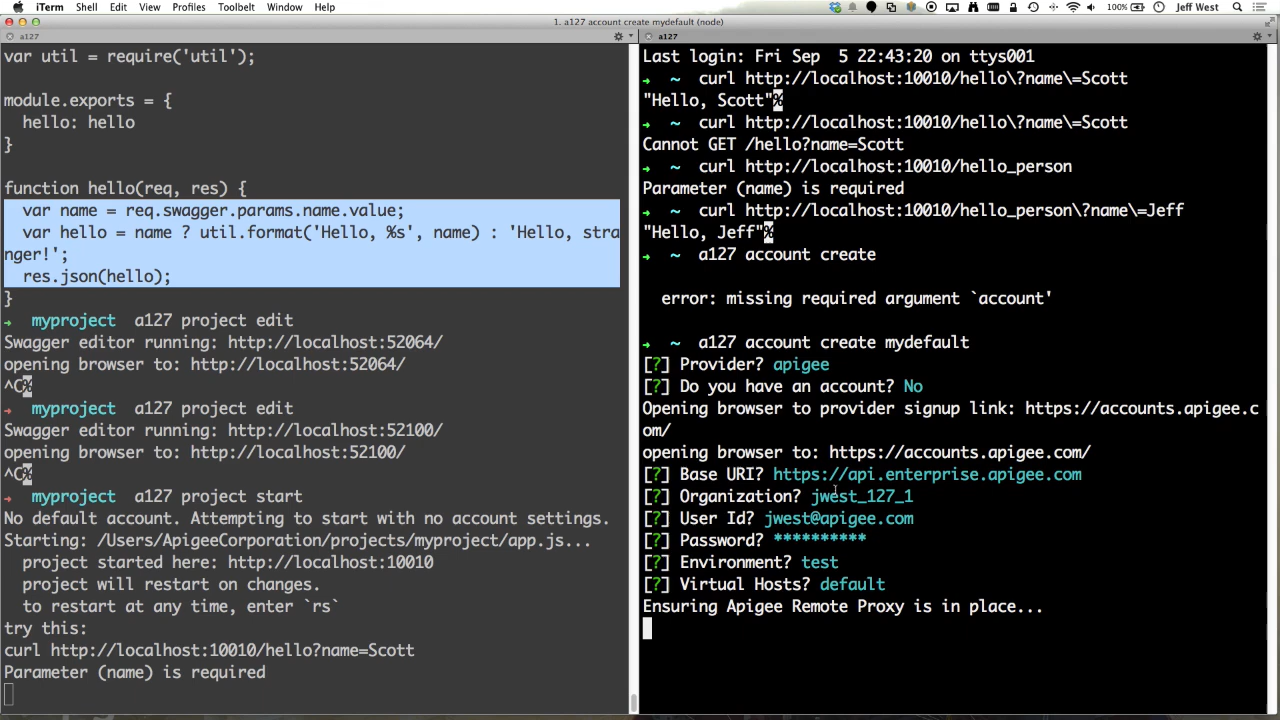 iTerm Shell Edit View Profiles Toolbelt Window Help 100% Jeff West
1. a127 account create mydefault (node)
a127
var util = require('util');
module.exports = {
hello: hello
}
function hello(req, res) {
var name = req.swagger.params.name.value;
var hello = name ? util.format('Hello, %s', name) : 'Hello, stra
nger!';
res.json(hello);
}
→ myproject a127 project edit
Swagger editor running: http://localhost:52064/
opening browser to: http://localhost:52064/
^C%
→ myproject a127 project edit
Swagger editor running: http://localhost:52100/
opening browser to: http://localhost:52100/
^C%
→ myproject a127 project start
No default account. Attempting to start with no account settings.
Starting: /Users/ApigeeCorporation/projects/myproject/app.js...
project started here: http://localhost:10010
project will restart on changes.
to restart at any time, enter `rs`
try this:
curl http://localhost:10010/hello?name=Scott
Parameter (name) is required
a127
Last login: Fri Sep 5 22:43:20 on ttys001
→ ~ curl http://localhost:10010/hello\?name\=Scott
"Hello, Scott"%
→ ~ curl http://localhost:10010/hello\?name\=Scott
Cannot GET /hello?name=Scott
→ ~ curl http://localhost:10010/hello_person
Parameter (name) is required
→ ~ curl http://localhost:10010/hello_person\?name\=Jeff
"Hello, Jeff"%
→ ~ a127 account create
error: missing required argument `account'
→ ~ a127 account create mydefault
[?] Provider? apigee
[?] Do you have an account? No
Opening browser to provider signup link: https://accounts.apigee.c
om/
opening browser to: https://accounts.apigee.com/
[?] Base URI? https://api.enterprise.apigee.com
[?] Organization? jwest_127_1
[?] User Id? jwest@apigee.com
[?] Password? **********
[?] Environment? test
[?] Virtual Hosts? default
Ensuring Apigee Remote Proxy is in place...